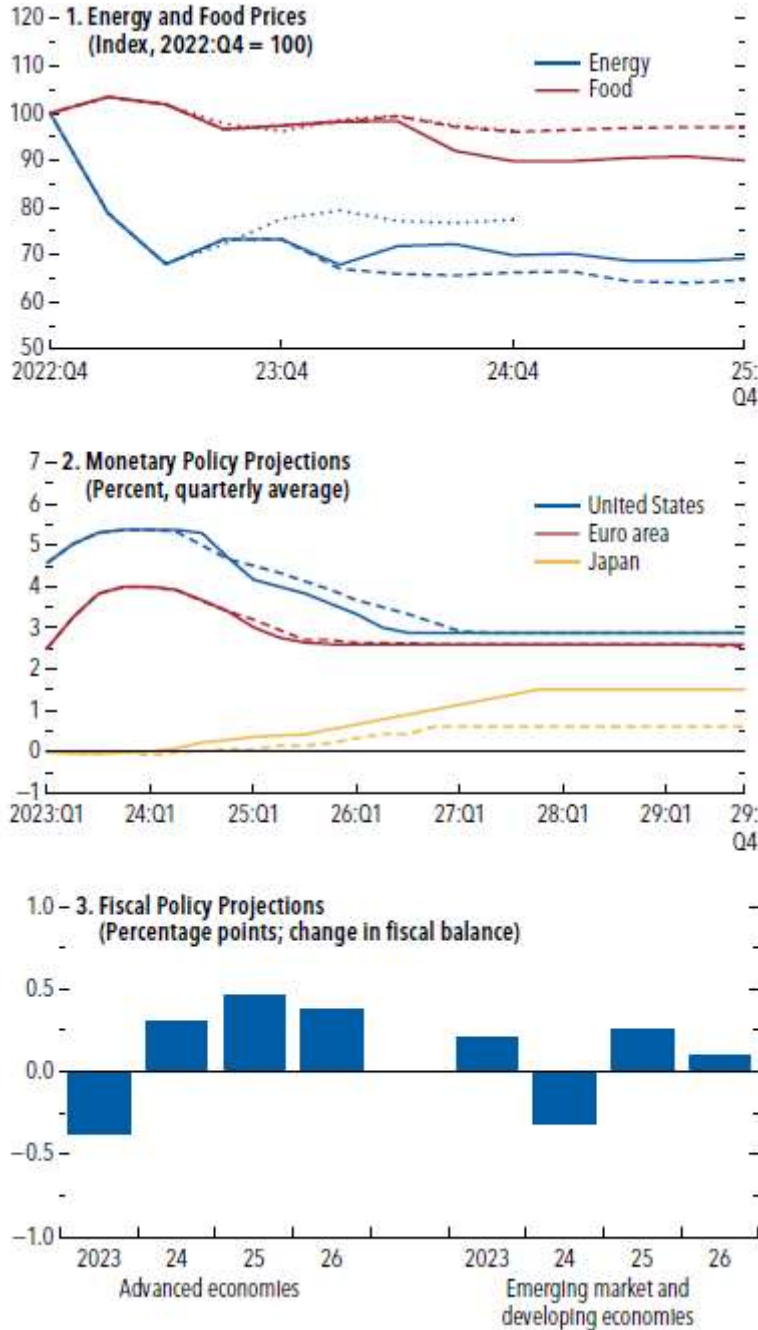 1. Energy and Food Prices
(Index, 2022:Q4 = 100)
120
110
100
90
80
70
60
50
Energy
Food
2022:Q4 23:Q4 24:Q4 25:
Q4
2. Monetary Policy Projections
(Percent, quarterly average)
7
6
5
4
3
2
1
0
–1
United States
Euro area
Japan
2023:Q1 24:Q1 25:Q1 26:Q1 27:Q1 28:Q1 29:Q1 29:
Q4
3. Fiscal Policy Projections
(Percentage points; change in fiscal balance)
1.0
0.5
0.0
–0.5
–1.0
2023 24 25 26 2023 24 25 26
Advanced economies
Emerging market and
developing economies